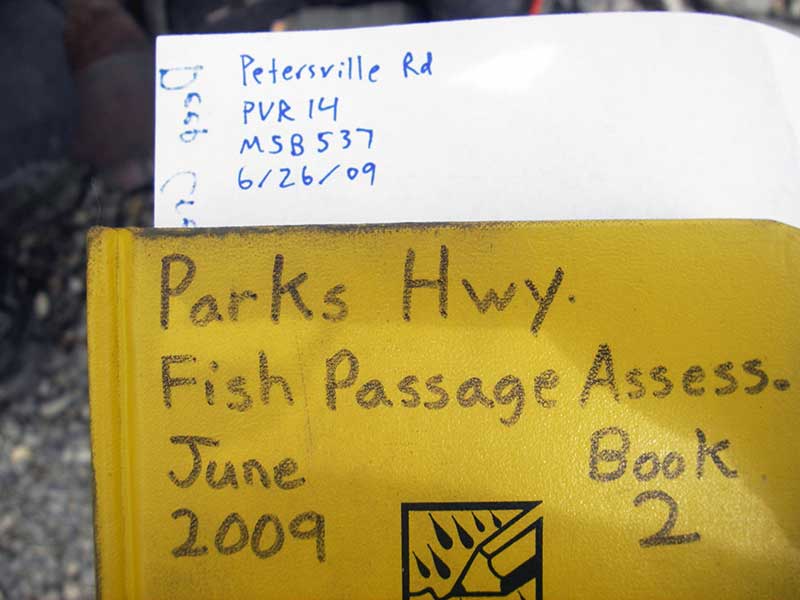 Petersville Rd
PVR 14
MSB 537
6/26/09
Parks Hwy.
Fish Passage Assess.
June Book
2009 2